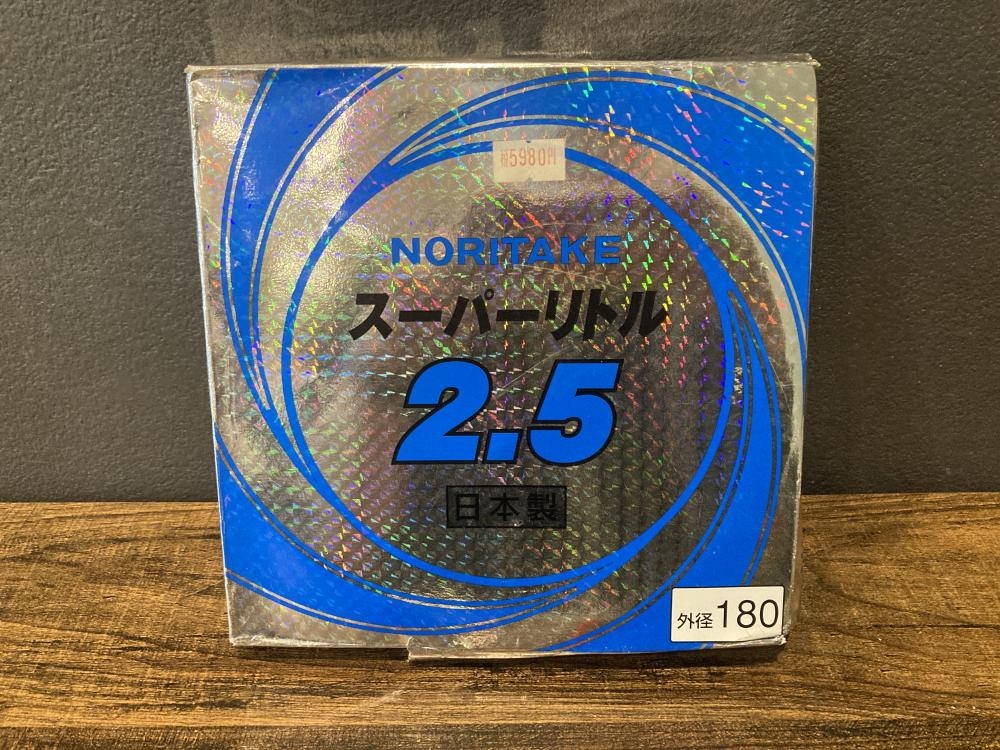 税5980円
NORITAKE
スーパーリトル
2.5
日本製
外径180